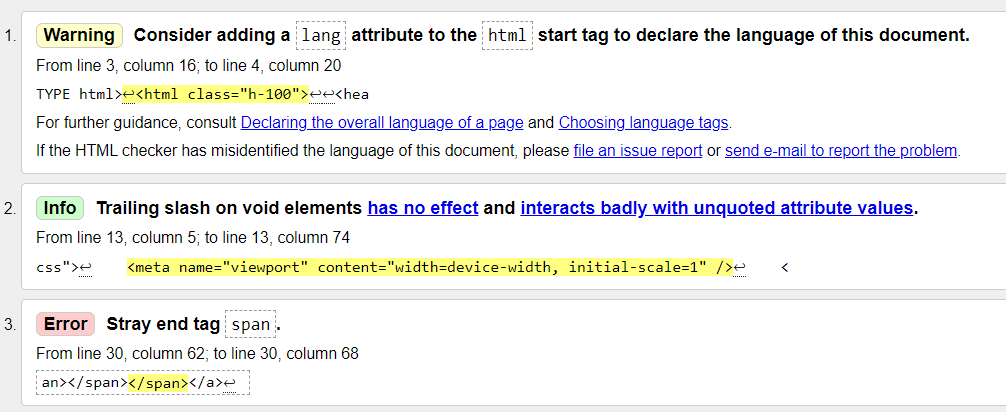 1. Warning Consider adding a lang attribute to the html start tag to declare the language of this document.
From line 3, column 16; to line 4, column 20
TYPE html>↩<html class="h-100">↩↩<hea
For further guidance, consult Declaring the overall language of a page and Choosing language tags.
If the HTML checker has misidentified the language of this document, please file an issue report or send e-mail to report the problem.
2. Info Trailing slash on void elements has no effect and interacts badly with unquoted attribute values.
From line 13, column 5; to line 13, column 74
css">↩    <meta name="viewport" content="width=device-width, initial-scale=1" />↩    <
3. Error Stray end tag span.
From line 30, column 62; to line 30, column 68
an></span></span></a>↩